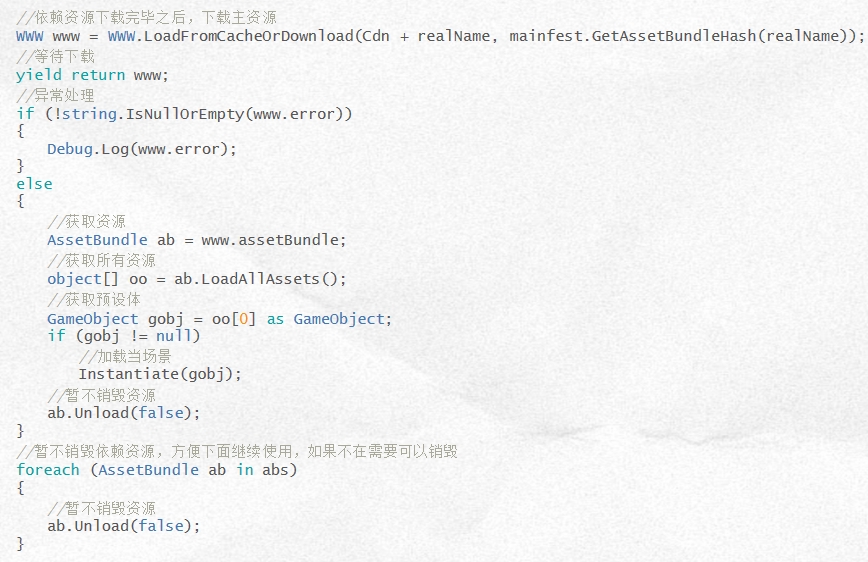 //依赖资源下载完毕之后，下载主资源
WWW www = WWW.LoadFromCacheOrDownload(Cdn + realName, mainfest.GetAssetBundleHash(realName));
//等待下载
yield return www;
//异常处理
if (!string.IsNullOrEmpty(www.error))
{
    Debug.Log(www.error);
}
else
{
    //获取资源
    AssetBundle ab = www.assetBundle;
    //获取所有资源
    object[] oo = ab.LoadAllAssets();
    //获取预设体
    GameObject gobj = oo[0] as GameObject;
    if (gobj != null)
        //加载当场景
        Instantiate(gobj);
    //暂不销毁资源
    ab.Unload(false);
}
//暂不销毁依赖资源，方便下面继续使用，如果不在需要可以销毁
foreach (AssetBundle ab in abs)
{
    //暂不销毁资源
    ab.Unload(false);
}